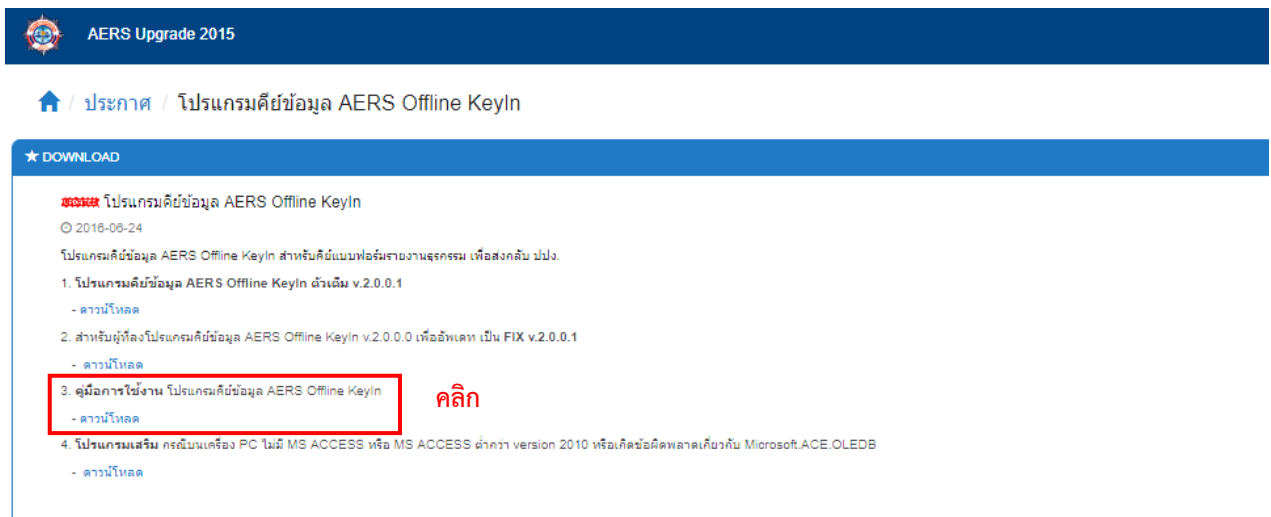 AERS Upgrade 2015
/ ประกาศ / โปรแกรมคีย์ข้อมูล AERS Offline KeyIn
DOWNLOAD
โปรแกรมคีย์ข้อมูล AERS Offline KeyIn
2016-06-24
โปรแกรมคีย์ข้อมูล AERS Offline KeyIn สำหรับคีย์แบบฟอร์มรายงานธุรกรรม เพื่อส่งกลับ ปปง.
1. โปรแกรมคีย์ข้อมูล AERS Offline KeyIn ตัวเต็ม v.2.0.0.1
- ดาวน์โหลด
2. สำหรับผู้ที่ลงโปรแกรมคีย์ข้อมูล AERS Offline KeyIn v.2.0.0.0 เพื่ออัพเดท เป็น FIX v.2.0.0.1
- ดาวน์โหลด
3. คู่มือการใช้งาน โปรแกรมคีย์ข้อมูล AERS Offline KeyIn
คลิก
- ดาวน์โหลด
4. โปรแกรมเสริม กรณีบนเครื่อง PC ไม่มี MS ACCESS หรือ MS ACCESS ต่ำกว่า version 2010 หรือเกิดข้อผิดพลาดเกี่ยวกับ Microsoft.ACE.OLEDB
- ดาวน์โหลด